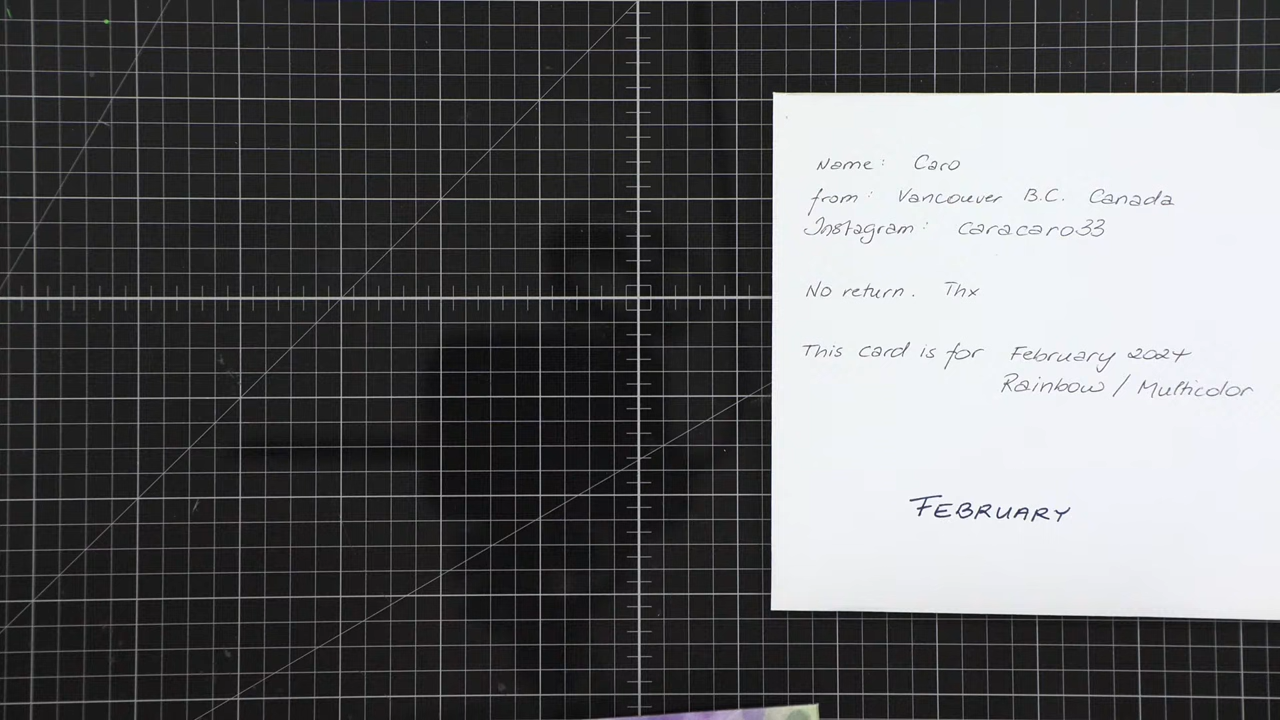 Name: Caro
from: Vancouver B.C. Canada
Instagram: caracaro33
No return. Thx
This card is for February 2024
Rainbow / Multicolor
FEBRUARY